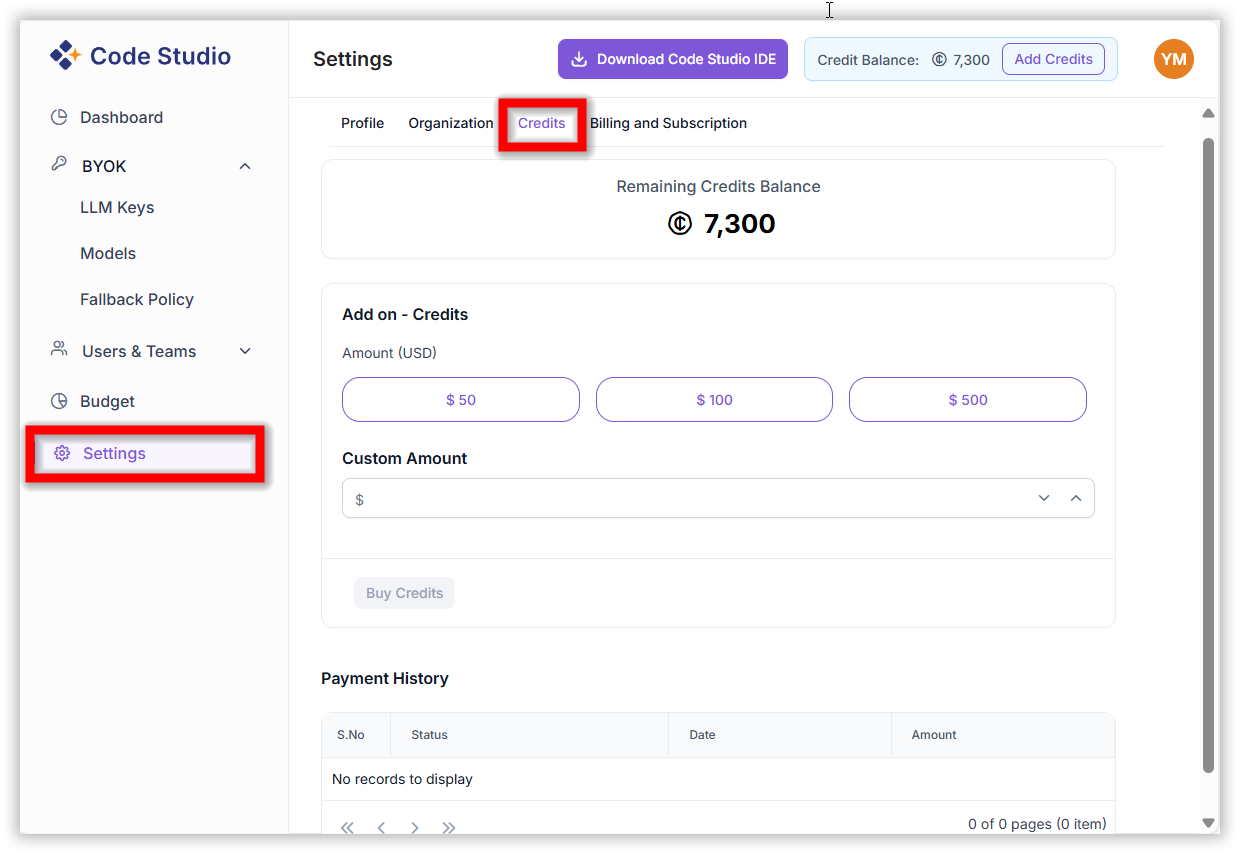 Code Studio
Dashboard
BYOK
LLM Keys
Models
Fallback Policy
Users & Teams
Budget
Settings
Settings
Download Code Studio IDE
Credit Balance: ₵ 7,300
Add Credits
YM
Profile Organization Credits Billing and Subscription
Remaining Credits Balance
₵ 7,300
Add on - Credits
Amount (USD)
$ 50 $ 100 $ 500
Custom Amount
$
Buy Credits
Payment History
S.No Status Date Amount
No records to display
0 of 0 pages (0 item)